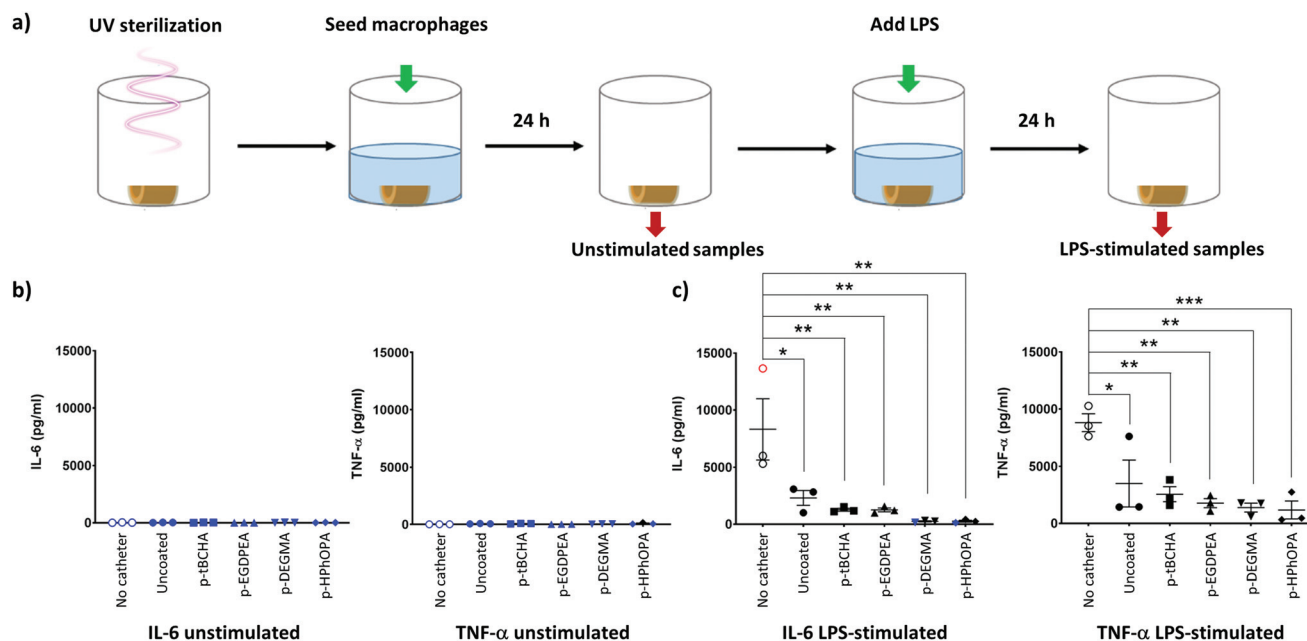 a)
UV sterilization
Seed macrophages
Add LPS
24 h
24 h
Unstimulated samples
LPS-stimulated samples
b)
15000
10000
5000
0
IL-6 (pg/ml)
No catheter
Uncoated
p-tBCHA
p-EGDPEA
p-DEGMA
p-HPhOPA
IL-6 unstimulated
15000
10000
5000
0
TNF-α (pg/ml)
No catheter
Uncoated
p-tBCHA
p-EGDPEA
p-DEGMA
p-HPhOPA
TNF-α unstimulated
c)
**
**
**
**
*
15000
10000
5000
0
IL-6 (pg/ml)
No catheter
Uncoated
p-tBCHA
p-EGDPEA
p-DEGMA
p-HPhOPA
IL-6 LPS-stimulated
***
**
**
**
*
15000
10000
5000
0
TNF-α (pg/ml)
No catheter
Uncoated
p-tBCHA
p-EGDPEA
p-DEGMA
p-HPhOPA
TNF-α LPS-stimulated